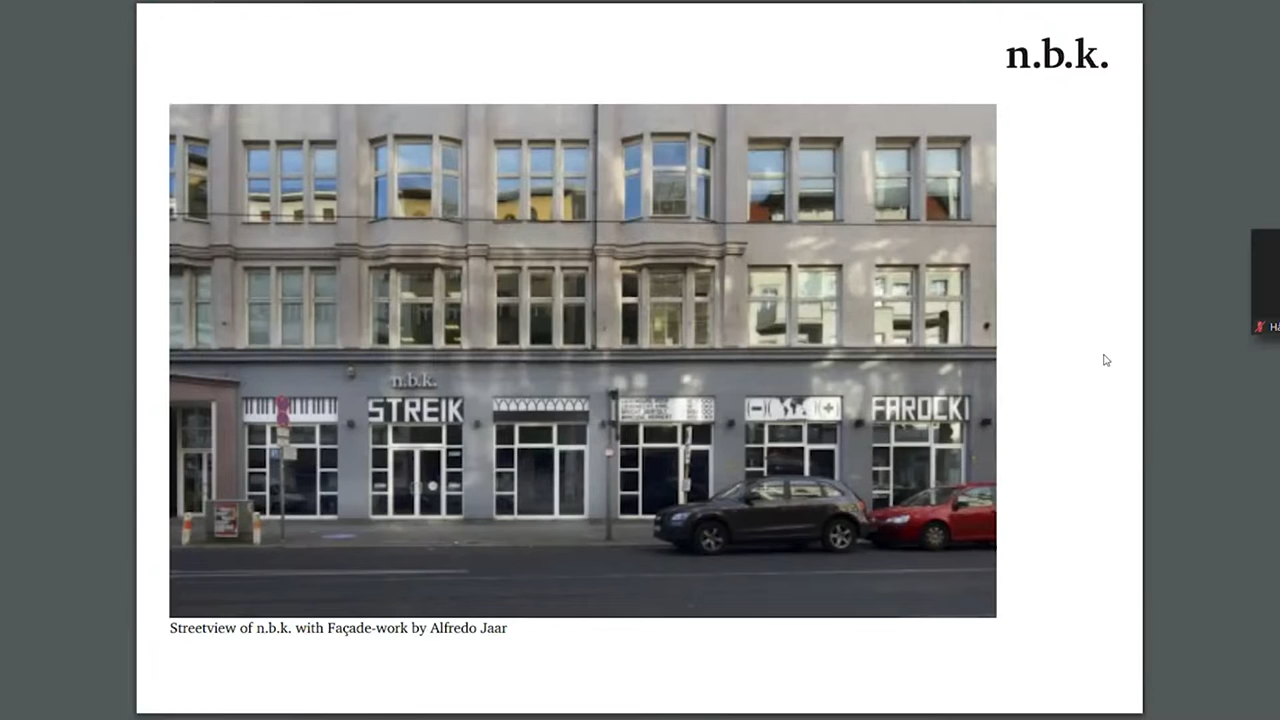 n.b.k.
n.b.k.
STREIK
FAROCKI
Streetview of n.b.k. with Façade-work by Alfredo Jaar